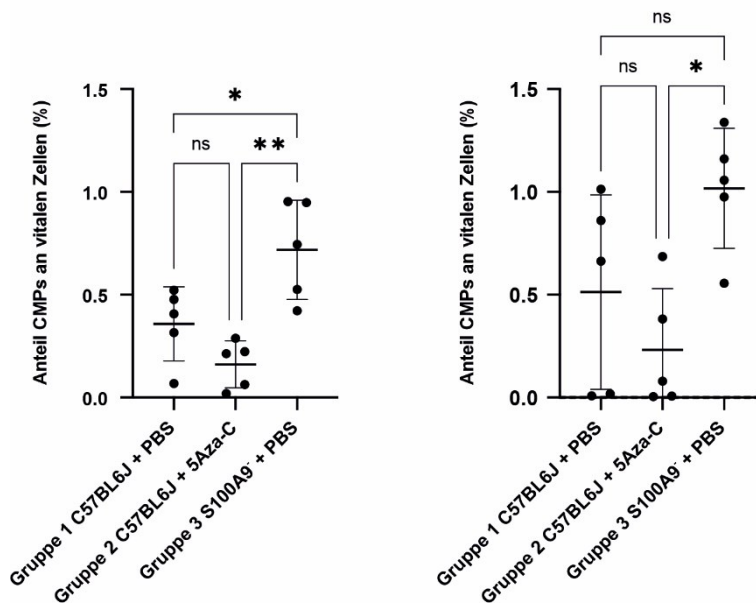 ns
*
ns
**
1.5
1.0
0.5
0.0
Anteil CMPs an vitalen Zellen (%)
Gruppe 1 C57BL6J + PBS
Gruppe 2 C57BL6J + 5Aza-C
Gruppe 3 S100A9⁻ + PBS
ns
*
1.5
1.0
0.5
0.0
Anteil CMPs an vitalen Zellen (%)
Gruppe 1 C57BL6J + PBS
Gruppe 2 C57BL6J + 5Aza-C
Gruppe 3 S100A9⁻ + PBS